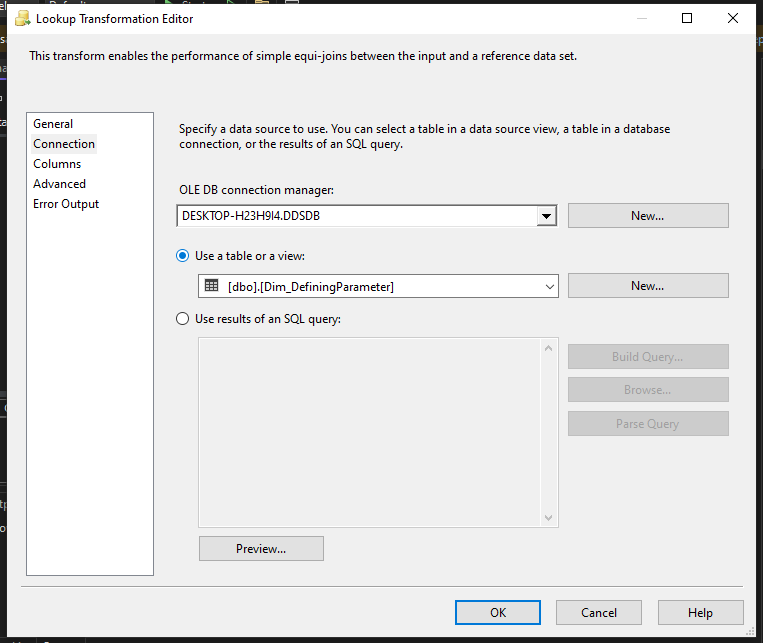 Lookup Transformation Editor
This transform enables the performance of simple equi-joins between the input and a reference data set.
General
Connection
Columns
Advanced
Error Output
Specify a data source to use. You can select a table in a data source view, a table in a database
connection, or the results of an SQL query.
OLE DB connection manager:
DESKTOP-H23H9I4.DDSDB
New...
Use a table or a view:
[dbo].[Dim_DefiningParameter]
New...
Use results of an SQL query:
Build Query...
Browse...
Parse Query
Preview...
OK
Cancel
Help